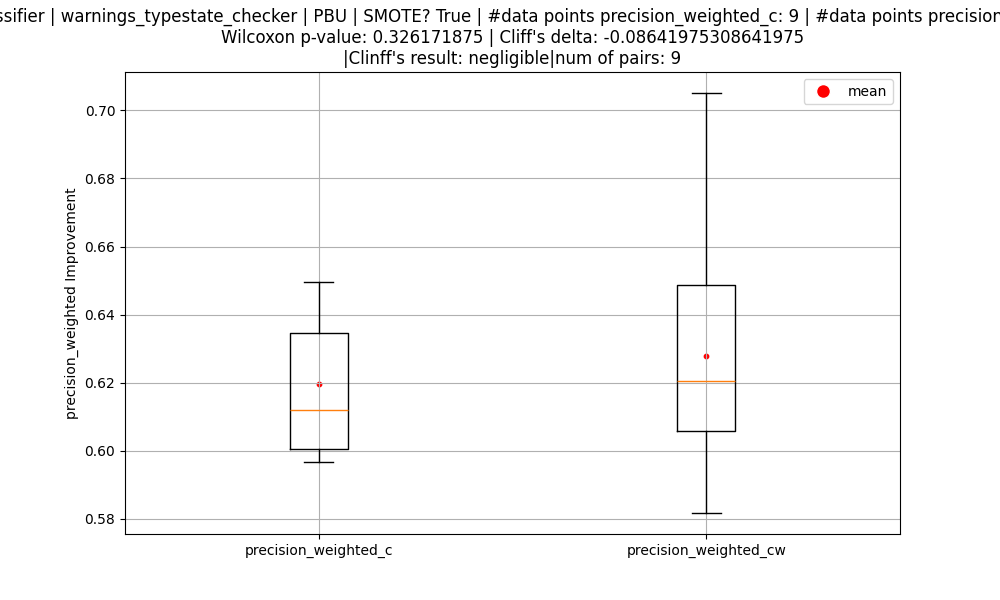 ssifier | warnings_typestate_checker | PBU | SMOTE? True | #data points precision_weighted_c: 9 | #data points precision
Wilcoxon p-value: 0.326171875 | Cliff's delta: -0.08641975308641975
|Clinff's result: negligible|num of pairs: 9
mean
0.70
0.68
0.66
0.64
0.62
0.60
0.58
precision_weighted Improvement
precision_weighted_c
precision_weighted_cw